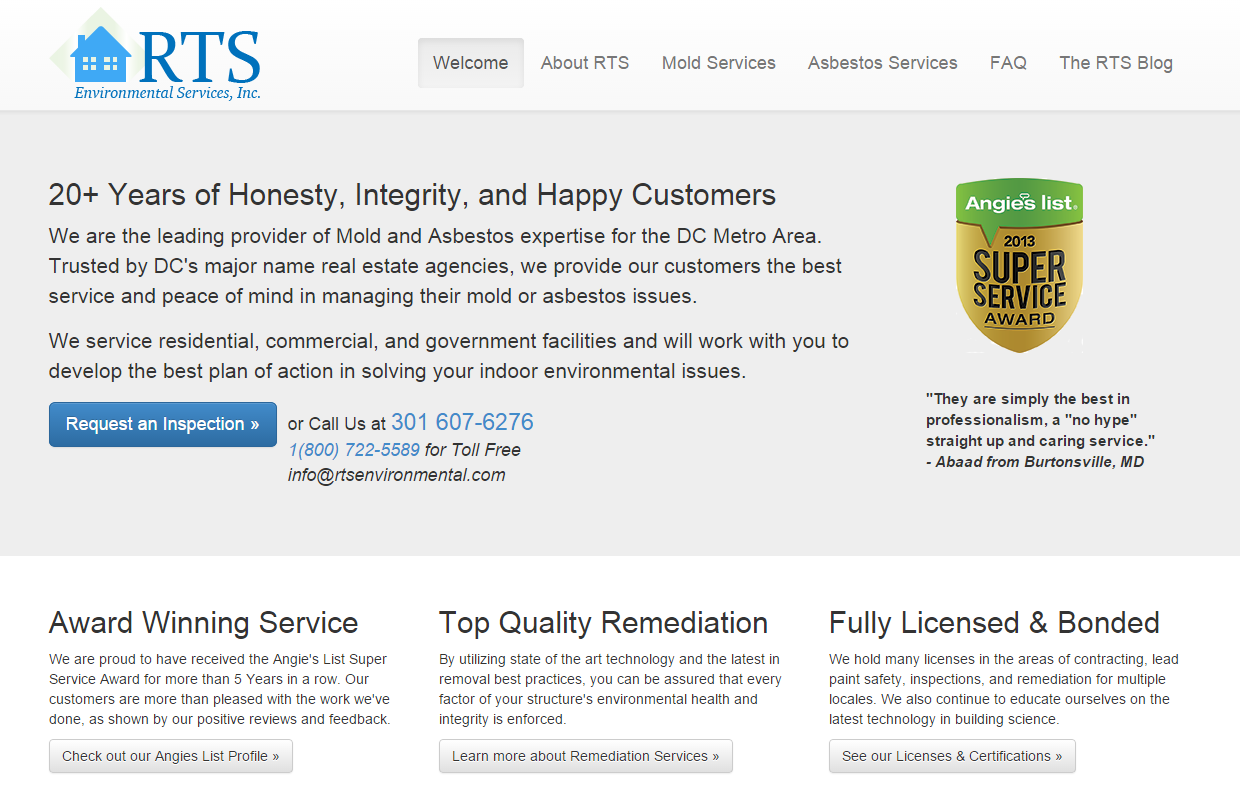 RTS
Environmental Services, Inc.
Welcome
About RTS
Mold Services
Asbestos Services
FAQ
The RTS Blog
20+ Years of Honesty, Integrity, and Happy Customers
We are the leading provider of Mold and Asbestos expertise for the DC Metro Area.
Trusted by DC's major name real estate agencies, we provide our customers the best
service and peace of mind in managing their mold or asbestos issues.
We service residential, commercial, and government facilities and will work with you to
develop the best plan of action in solving your indoor environmental issues.
Request an Inspection »
or Call Us at 301 607-6276
1(800) 722-5589 for Toll Free
info@rtsenvironmental.com
Angie's list.
2013
SUPER
SERVICE
AWARD
"They are simply the best in
professionalism, a "no hype"
straight up and caring service."
- Abaad from Burtonsville, MD
Award Winning Service
We are proud to have received the Angie's List Super
Service Award for more than 5 Years in a row. Our
customers are more than pleased with the work we've
done, as shown by our positive reviews and feedback.
Check out our Angies List Profile »
Top Quality Remediation
By utilizing state of the art technology and the latest in
removal best practices, you can be assured that every
factor of your structure's environmental health and
integrity is enforced.
Learn more about Remediation Services »
Fully Licensed & Bonded
We hold many licenses in the areas of contracting, lead
paint safety, inspections, and remediation for multiple
locales. We also continue to educate ourselves on the
latest technology in building science.
See our Licenses & Certifications »